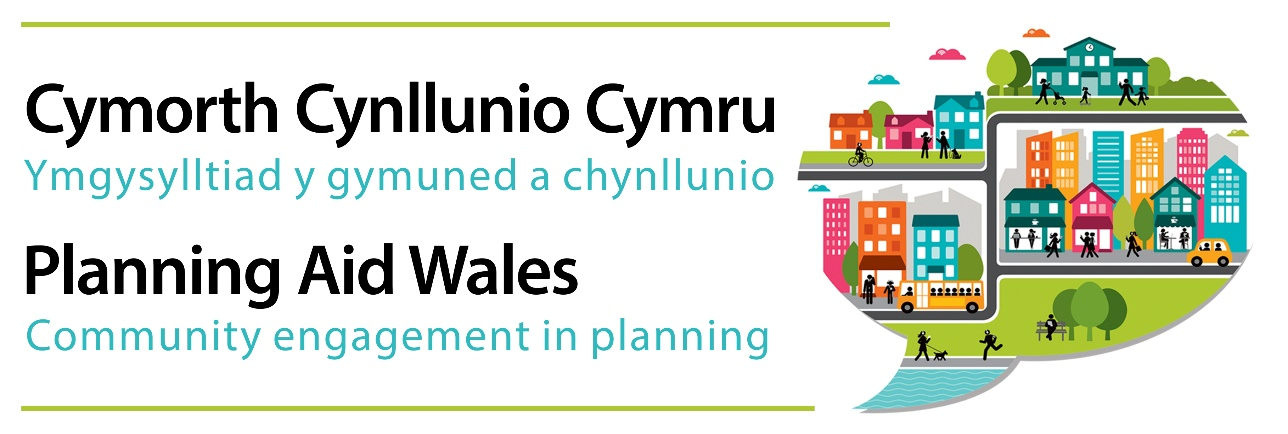 Cymorth Cynllunio Cymru
Ymgysylltiad y gymuned a chynllunio
Planning Aid Wales
Community engagement in planning